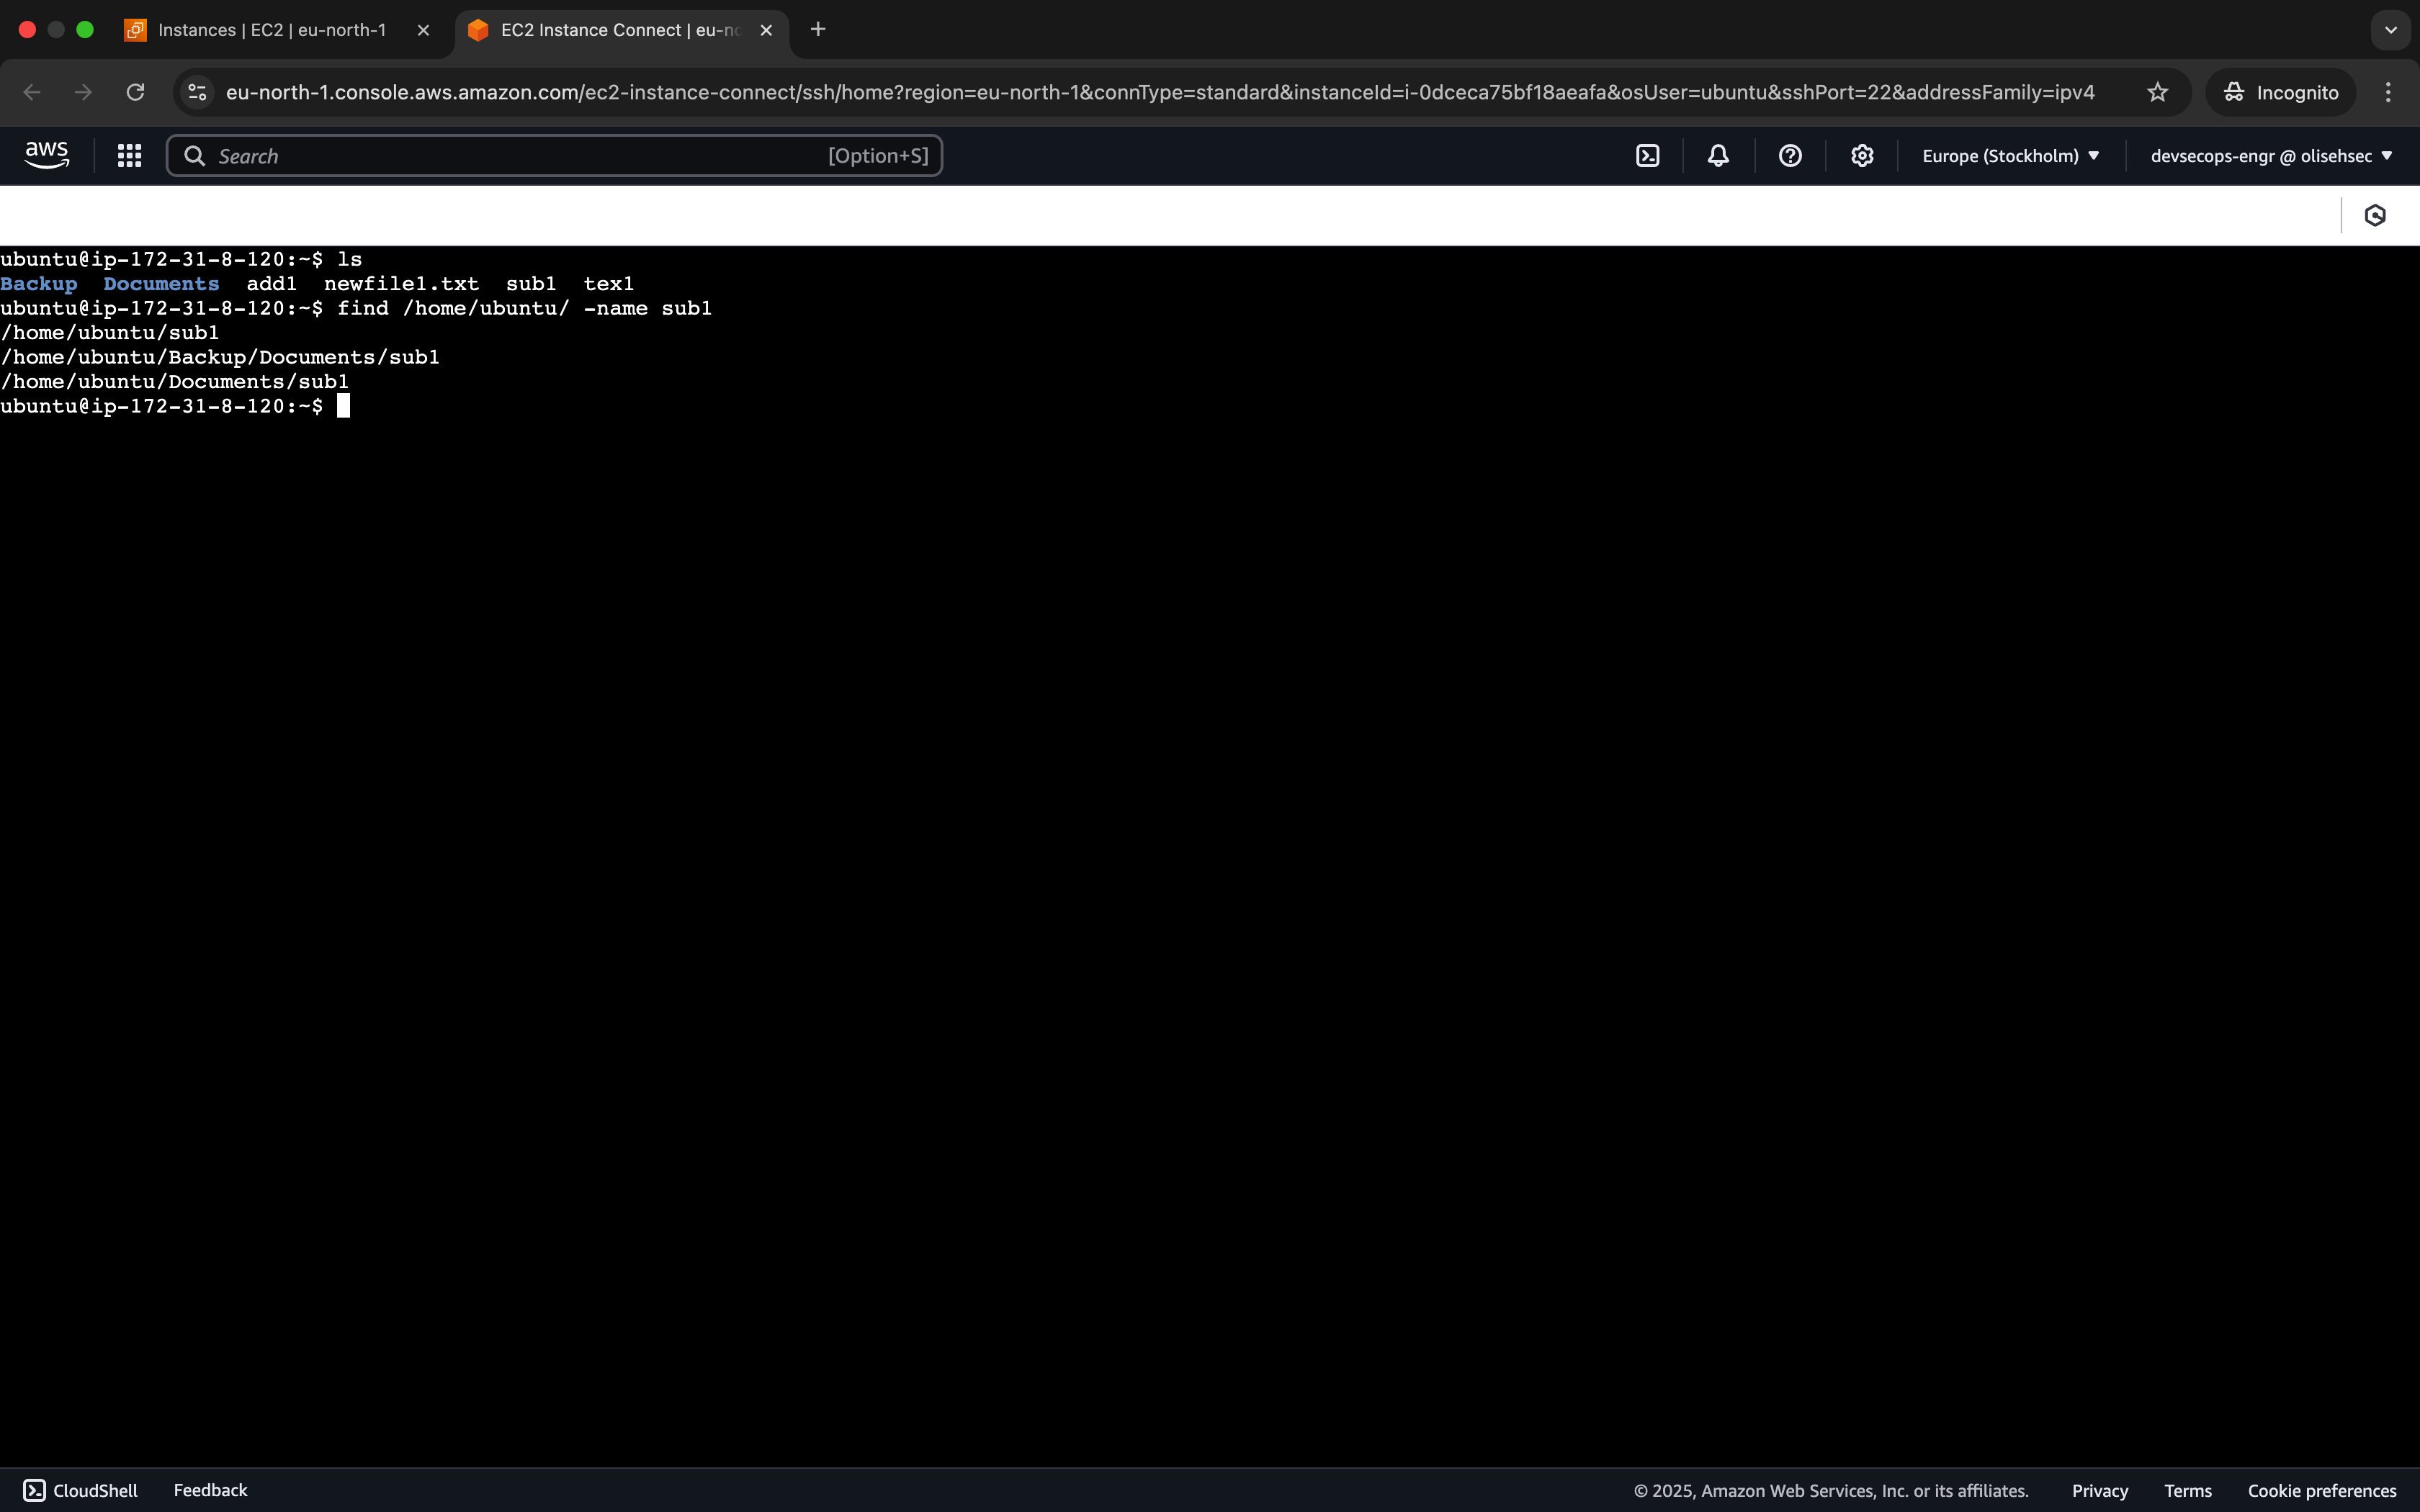 Instances | EC2 | eu-north-1
EC2 Instance Connect | eu-no
eu-north-1.console.aws.amazon.com/ec2-instance-connect/ssh/home?region=eu-north-1&connType=standard&instanceId=i-0dceca75bf18aeafa&osUser=ubuntu&sshPort=22&addressFamily=ipv4
Incognito
aws
Search
[Option+S]
Europe (Stockholm)
devsecops-engr @ olisehsec
ubuntu@ip-172-31-8-120:~$ ls
Backup  Documents  add1  newfile1.txt  sub1  tex1
ubuntu@ip-172-31-8-120:~$ find /home/ubuntu/ -name sub1
/home/ubuntu/sub1
/home/ubuntu/Backup/Documents/sub1
/home/ubuntu/Documents/sub1
ubuntu@ip-172-31-8-120:~$
CloudShell
Feedback
© 2025, Amazon Web Services, Inc. or its affiliates.
Privacy
Terms
Cookie preferences